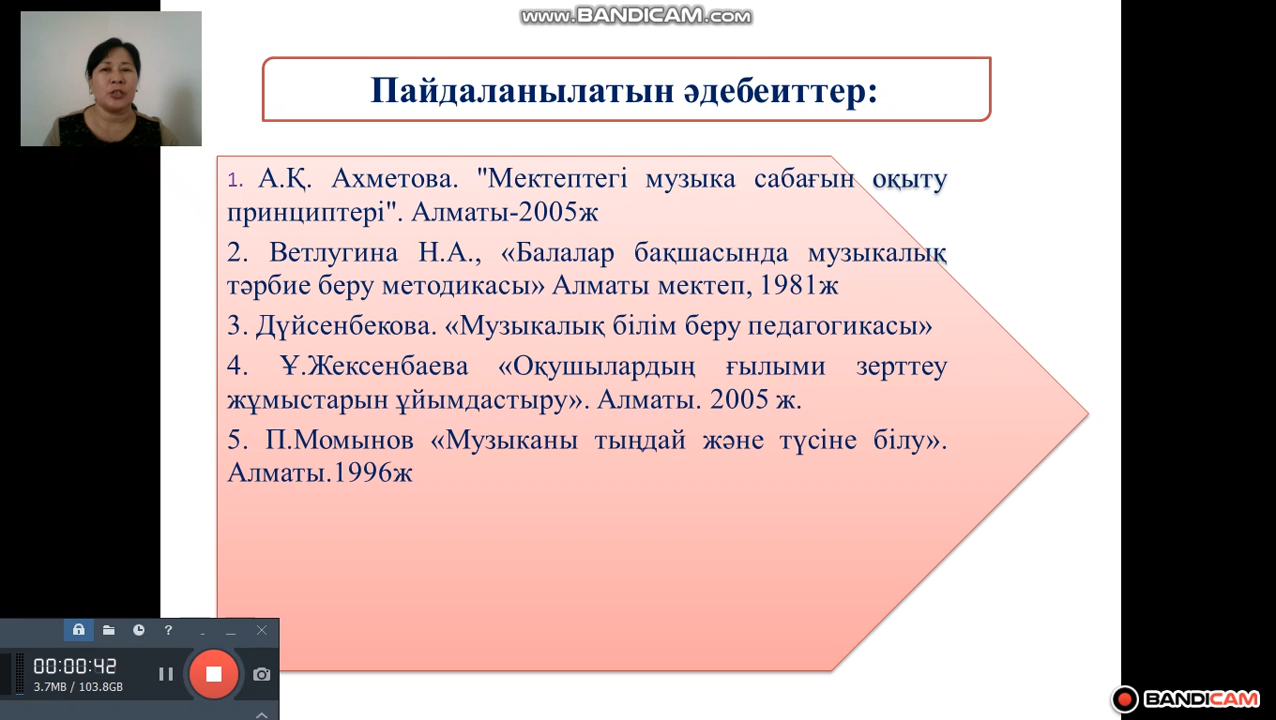 www.BANDICAM.com
Пайдаланылатын әдебеиттер:
1. А.Қ. Ахметова. "Мектептегі музыка сабағын оқыту
принциптері". Алматы-2005ж
2. Ветлугина Н.А., «Балалар бақшасында музыкалық
тәрбие беру методикасы» Алматы мектеп, 1981ж
3. Дүйсенбекова. «Музыкалық білім беру педагогикасы»
4. Ұ.Жексенбаева «Оқушылардың ғылыми зерттеу
жұмыстарын ұйымдастыру». Алматы. 2005 ж.
5. П.Момынов «Музыканы тыңдай және түсіне білу».
Алматы.1996ж
00:00:42
3.7MB / 103.8GB
BANDICAM